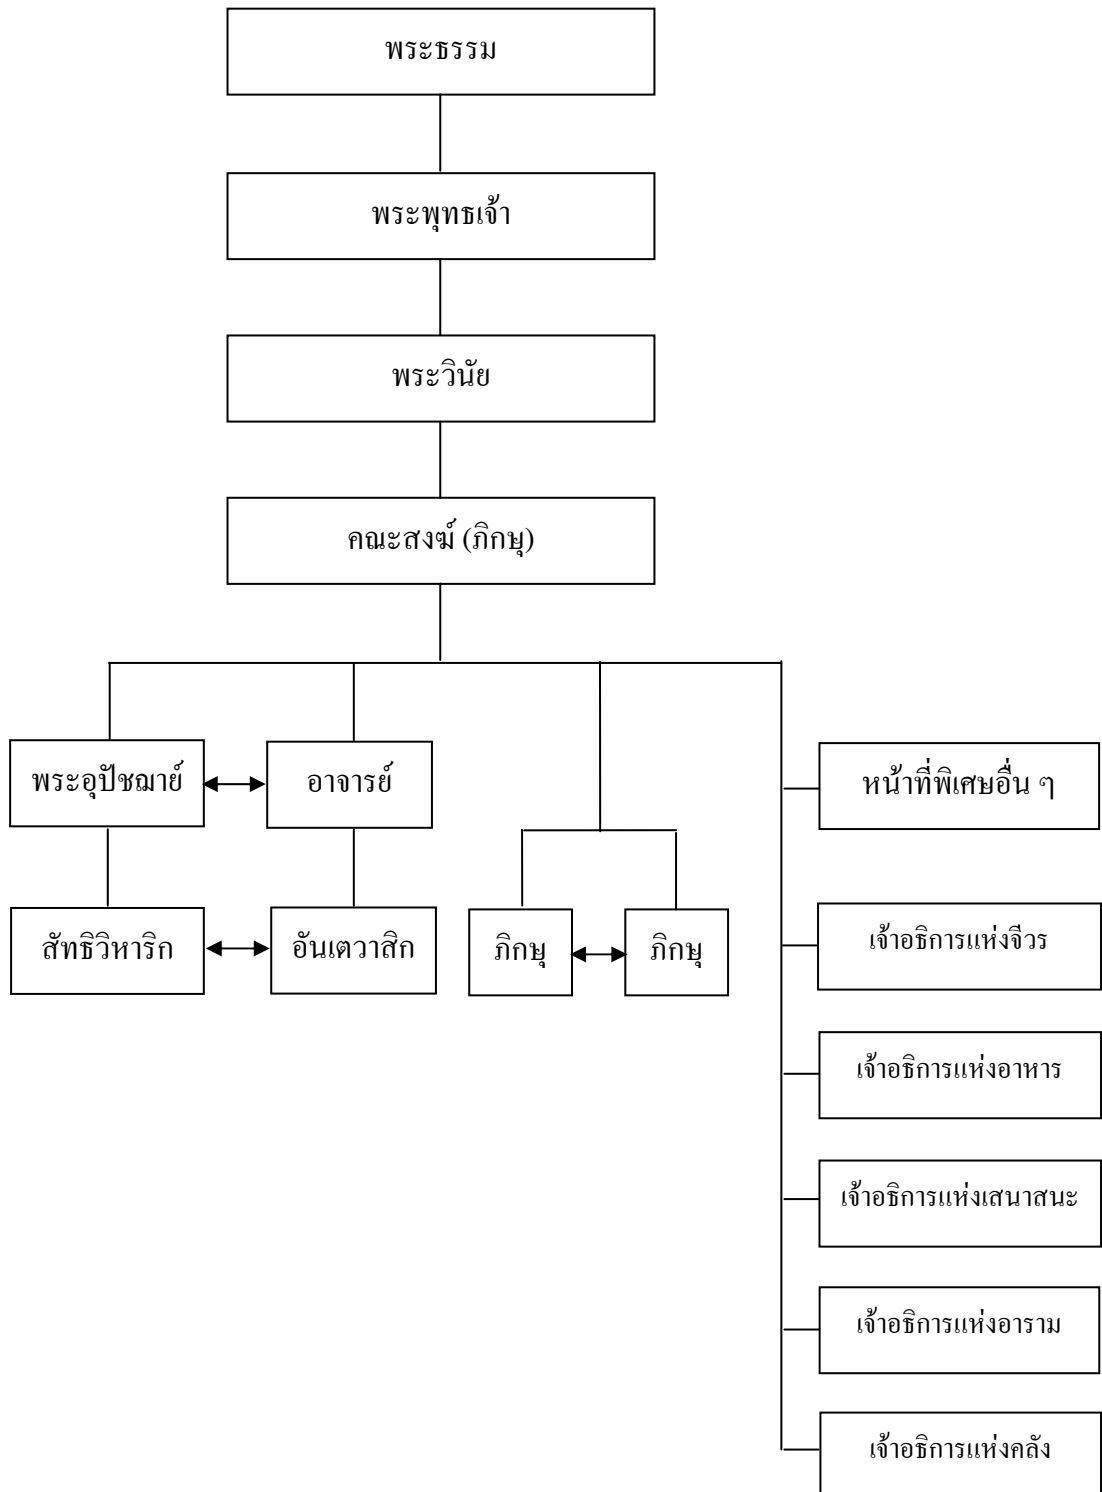 พระธรรม
พระพุทธเจ้า
พระวินัย
คณะสงฆ์ (ภิกษุ)
พระอุปัชฌาย์
อาจารย์
หน้าที่พิเศษอื่น ๆ
สัทธิวิหาริก
อันเตวาสิก
ภิกษุ
ภิกษุ
เจ้าอธิการแห่งจีวร
เจ้าอธิการแห่งอาหาร
เจ้าอธิการแห่งเสนาสนะ
เจ้าอธิการแห่งอาราม
เจ้าอธิการแห่งคลัง